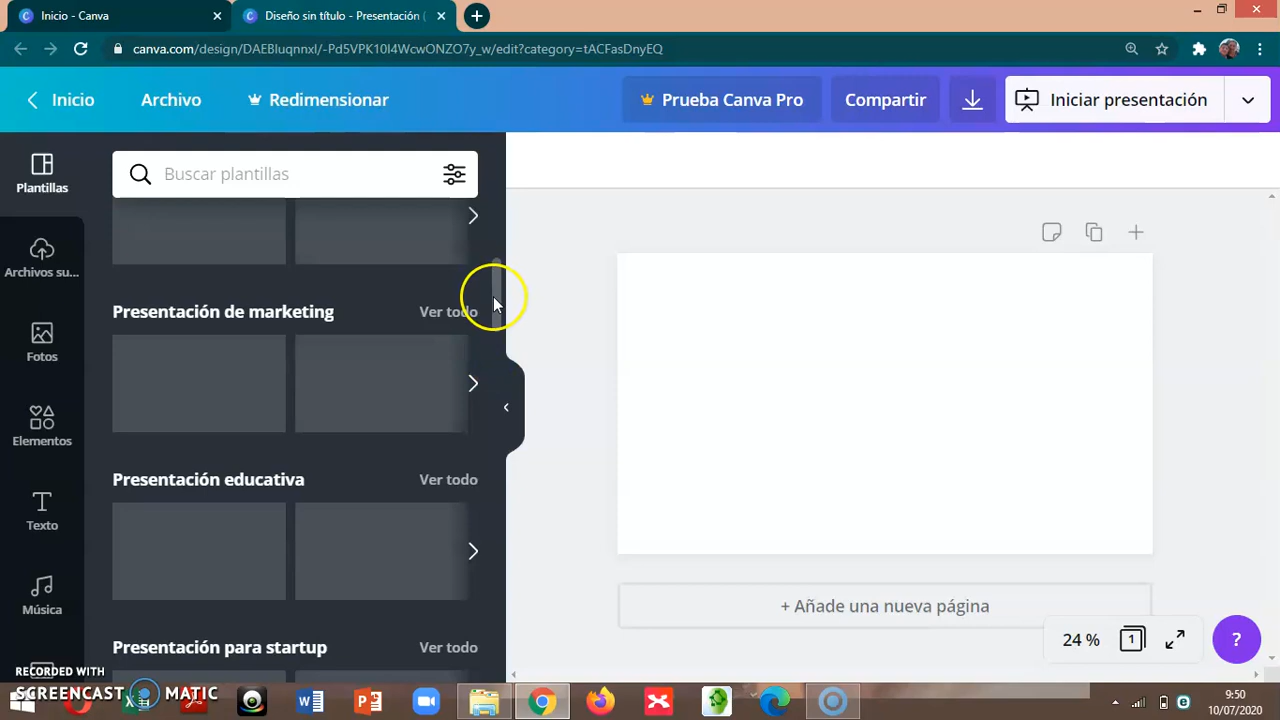 Inicio - Canva
Diseño sin título - Presentación (
canva.com/design/DAEBluqnnxl/-Pd5VPK10I4WcwONZO7y_w/edit?category=tACFasDnyEQ
Inicio
Archivo
Redimensionar
Prueba Canva Pro
Compartir
Iniciar presentación
Plantillas
Buscar plantillas
Archivos su...
Presentación de marketing
Ver todo
Fotos
Elementos
Presentación educativa
Ver todo
Texto
Música
+ Añade una nueva página
Presentación para startup
Ver todo
24 %
1
?
RECORDED WITH
SCREENCAST MATIC
9:50
10/07/2020